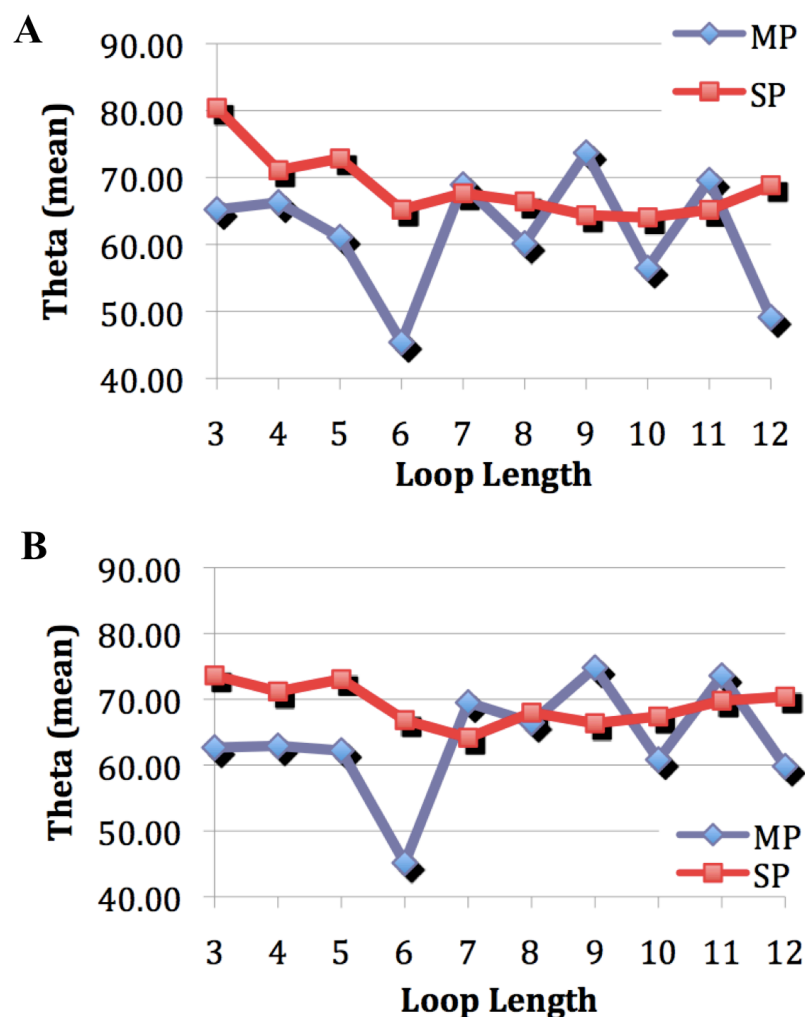 A
90.00
80.00
70.00
60.00
50.00
40.00
Theta (mean)
MP
SP
3 4 5 6 7 8 9 10 11 12
Loop Length
B
90.00
80.00
70.00
60.00
50.00
40.00
Theta (mean)
MP
SP
3 4 5 6 7 8 9 10 11 12
Loop Length